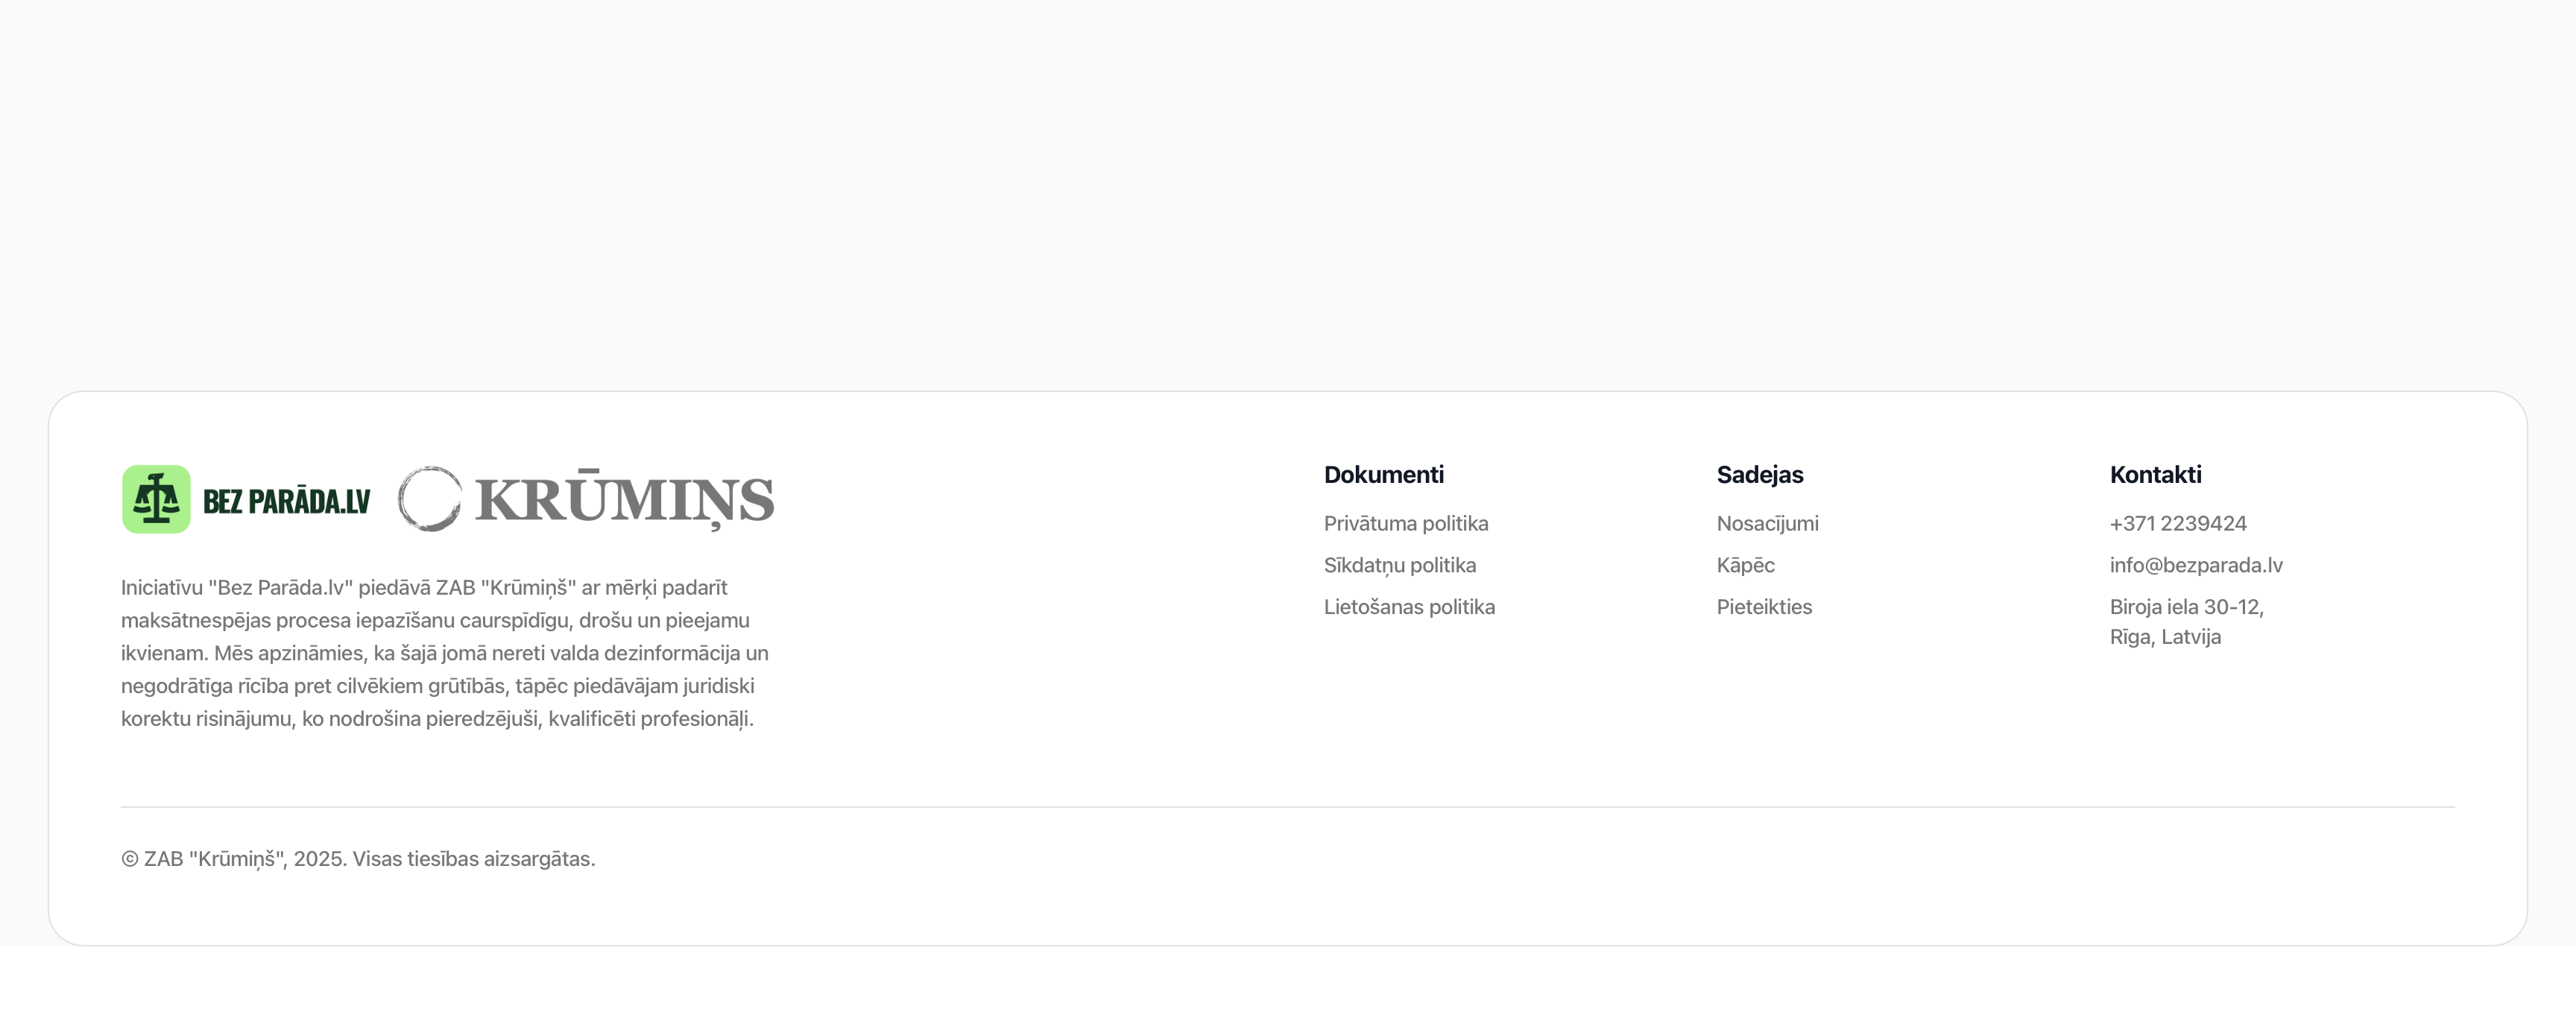 BEZ PARĀDA.LV
KRŪMIŅŠ
Iniciatīvu "Bez Parāda.lv" piedāvā ZAB "Krūmiņš" ar mērķi padarīt
maksātnespējas procesa iepazīšanu caurspīdīgu, drošu un pieejamu
ikvienam. Mēs apzināmies, ka šajā jomā nereti valda dezinformācija un
negodrātīga rīcība pret cilvēkiem grūtībās, tāpēc piedāvājam juridiski
korektu risinājumu, ko nodrošina pieredzējuši, kvalificēti profesionāļi.
Dokumenti
Privātuma politika
Sīkdatņu politika
Lietošanas politika
Sadejas
Nosacījumi
Kāpēc
Pieteikties
Kontakti
+371 2239424
info@bezparada.lv
Biroja iela 30-12,
Rīga, Latvija
© ZAB "Krūmiņš", 2025. Visas tiesības aizsargātas.